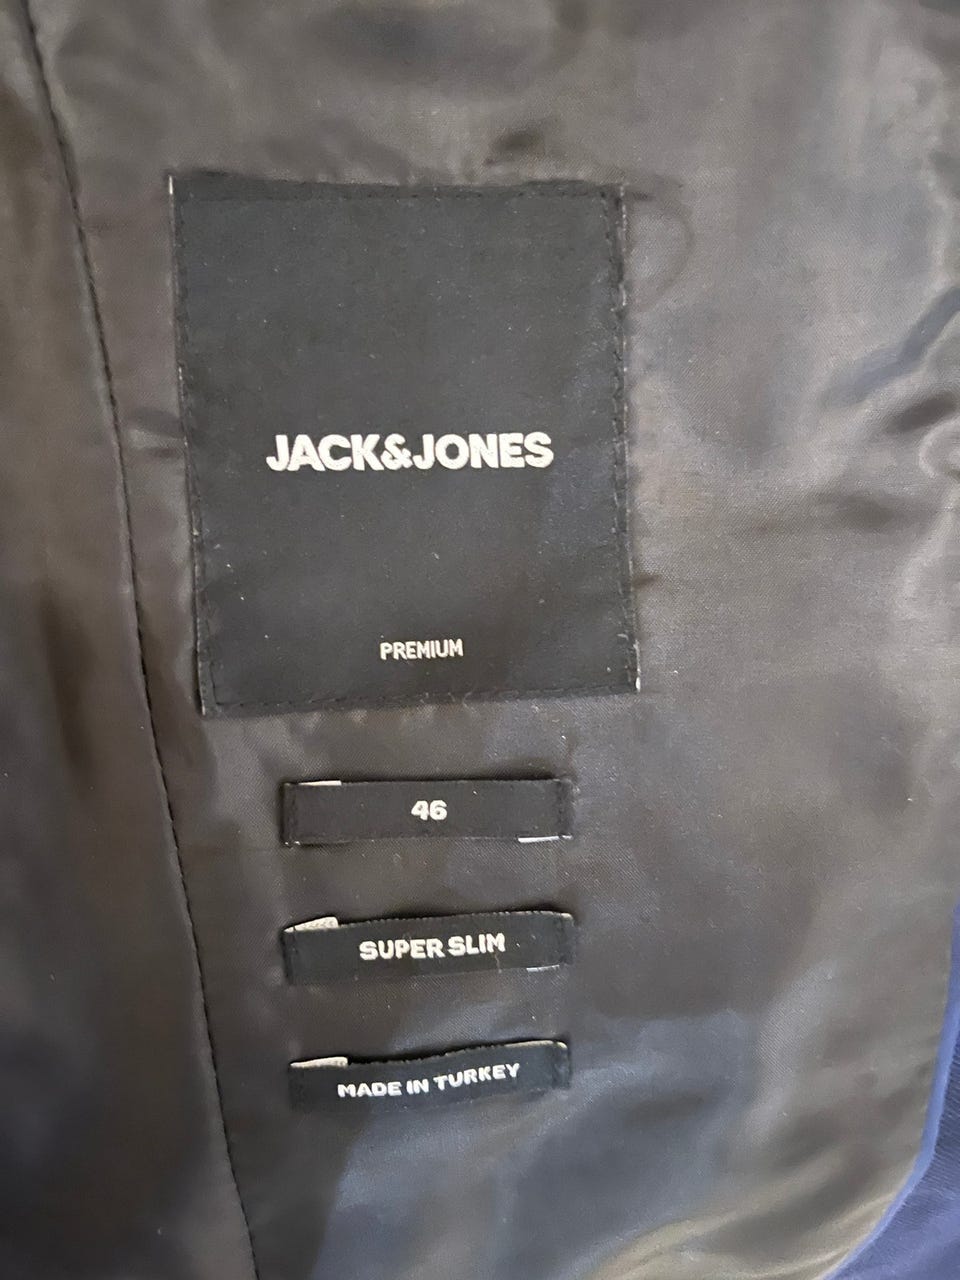 JACK&JONES
PREMIUM
46
SUPER SLIM
MADE IN TURKEY